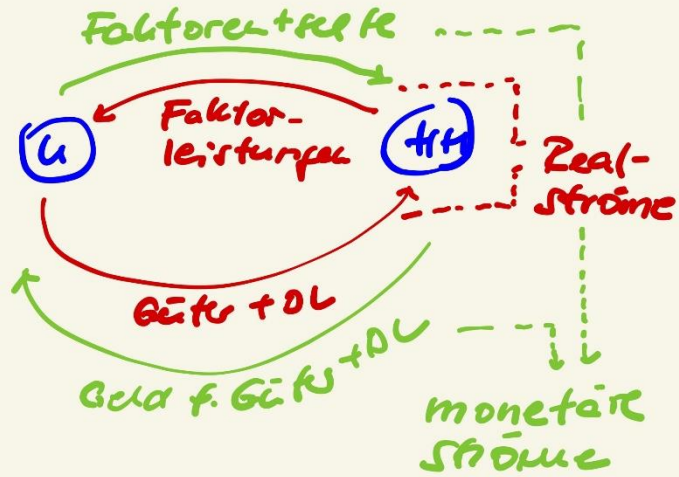 Faktorentgelte
Faktor-
leistungen
U
HH
Real-
ströme
Güter + DL
Geld f. Güter + DL
monetäre
Ströme